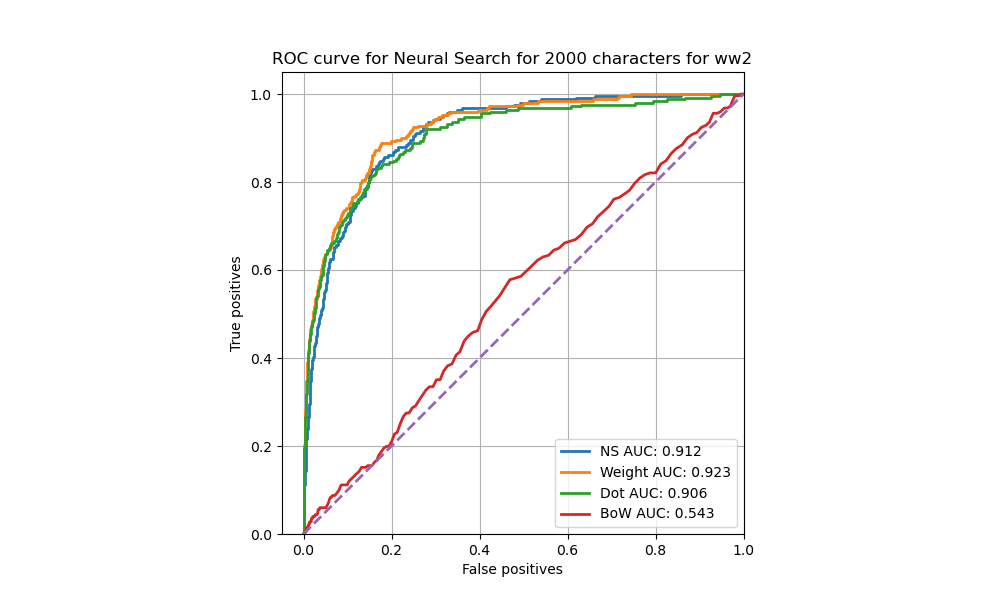 ROC curve for Neural Search for 2000 characters for ww2
True positives
1.0
0.8
0.6
0.4
0.2
0.0
NS AUC: 0.912
Weight AUC: 0.923
Dot AUC: 0.906
BoW AUC: 0.543
0.0 0.2 0.4 0.6 0.8 1.0
False positives